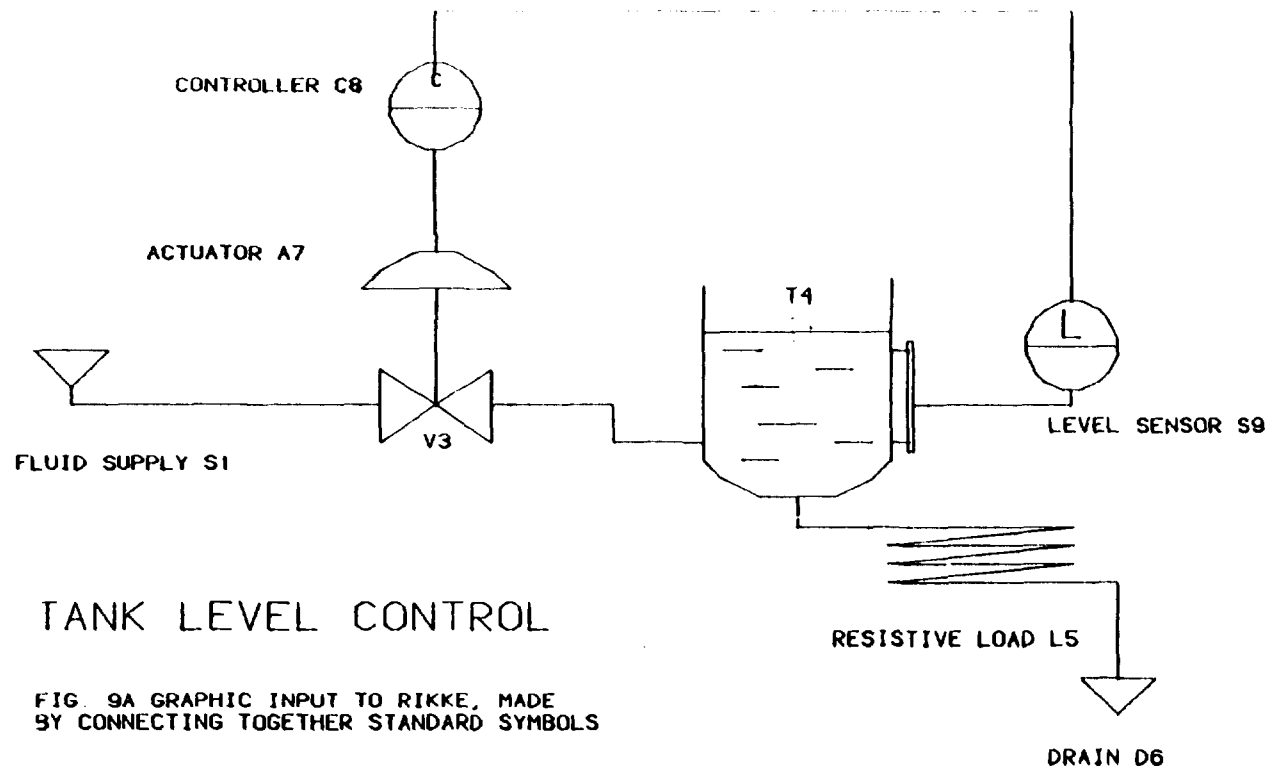 CONTROLLER C8
C
ACTUATOR A7
T4
L
V3
LEVEL SENSOR S9
FLUID SUPPLY S1
TANK LEVEL CONTROL
RESISTIVE LOAD L5
FIG. 9A GRAPHIC INPUT TO RIKKE, MADE
BY CONNECTING TOGETHER STANDARD SYMBOLS
DRAIN D6